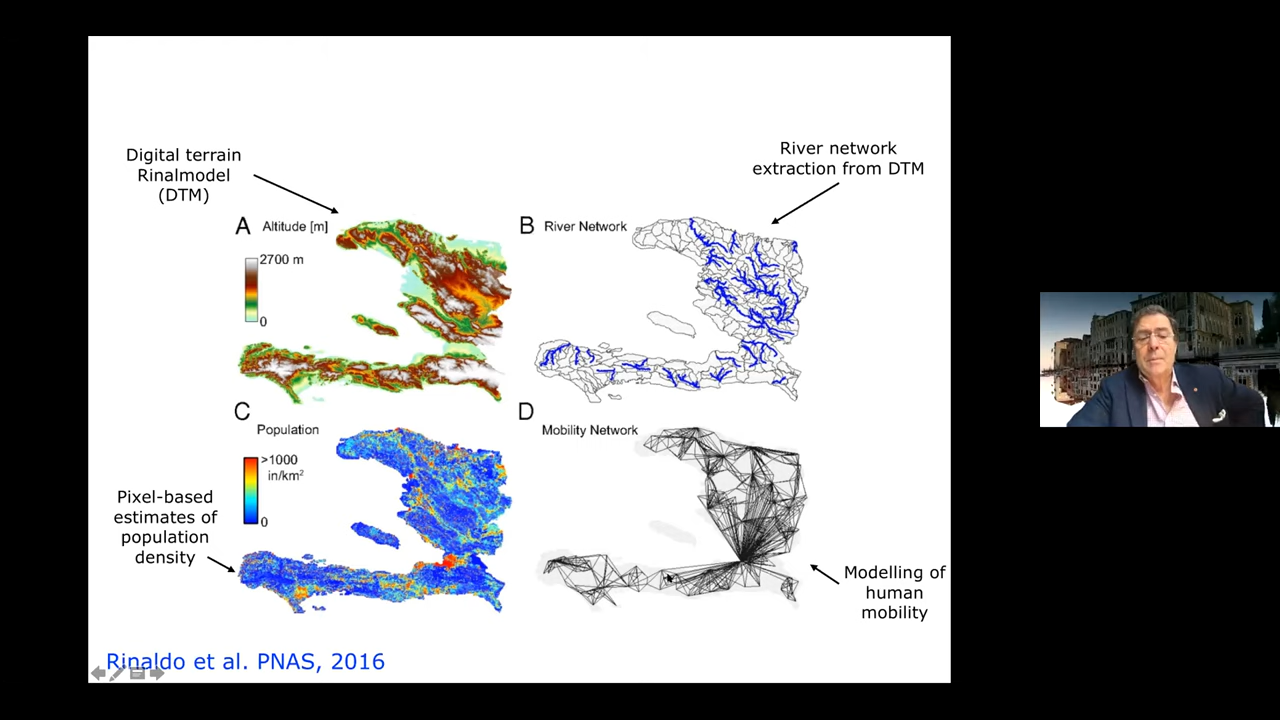 Digital terrain
Rinalmodel
(DTM)
River network
extraction from DTM
A Altitude [m]
2700 m
0
B River Network
C Population
>1000
in/km²
0
D Mobility Network
Pixel-based
estimates of
population
density
Modelling of
human
mobility
Rinaldo et al. PNAS, 2016